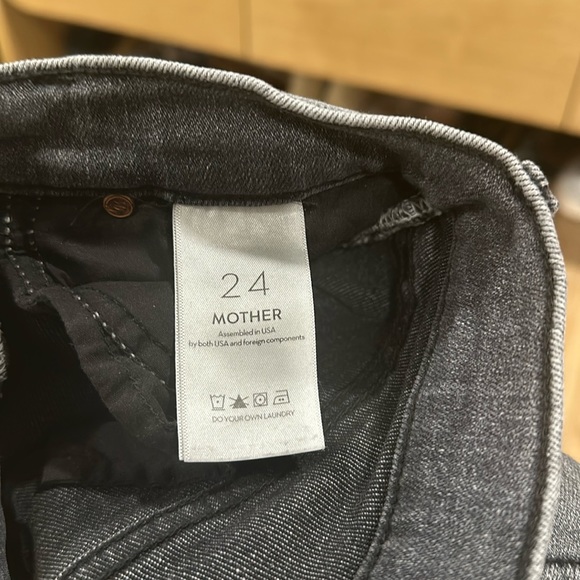 24
MOTHER
Assembled in USA
by both USA and foreign components
DO YOUR OWN LAUNDRY